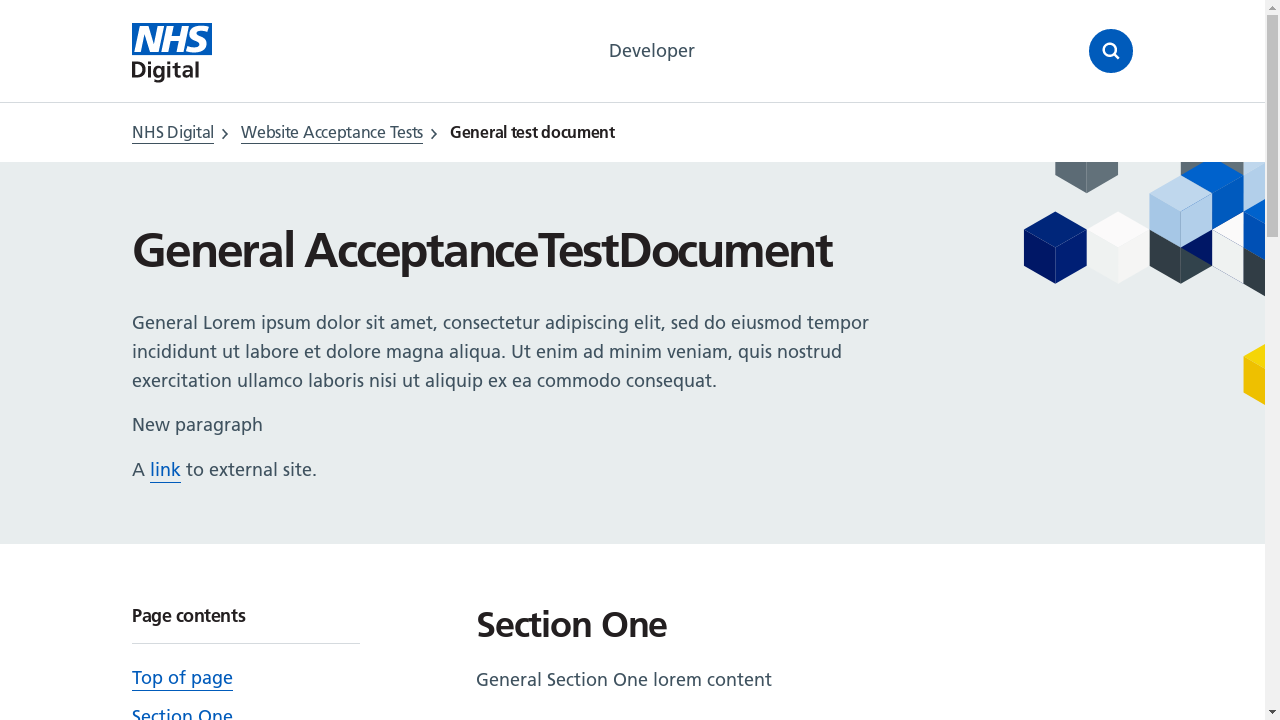 NHS
Digital
Developer
NHS Digital
Website Acceptance Tests
General test document
General AcceptanceTestDocument
General Lorem ipsum dolor sit amet, consectetur adipiscing elit, sed do eiusmod tempor
incididunt ut labore et dolore magna aliqua. Ut enim ad minim veniam, quis nostrud
exercitation ullamco laboris nisi ut aliquip ex ea commodo consequat.
New paragraph
A link to external site.
Page contents
Top of page
Section One
Section One
General Section One lorem content